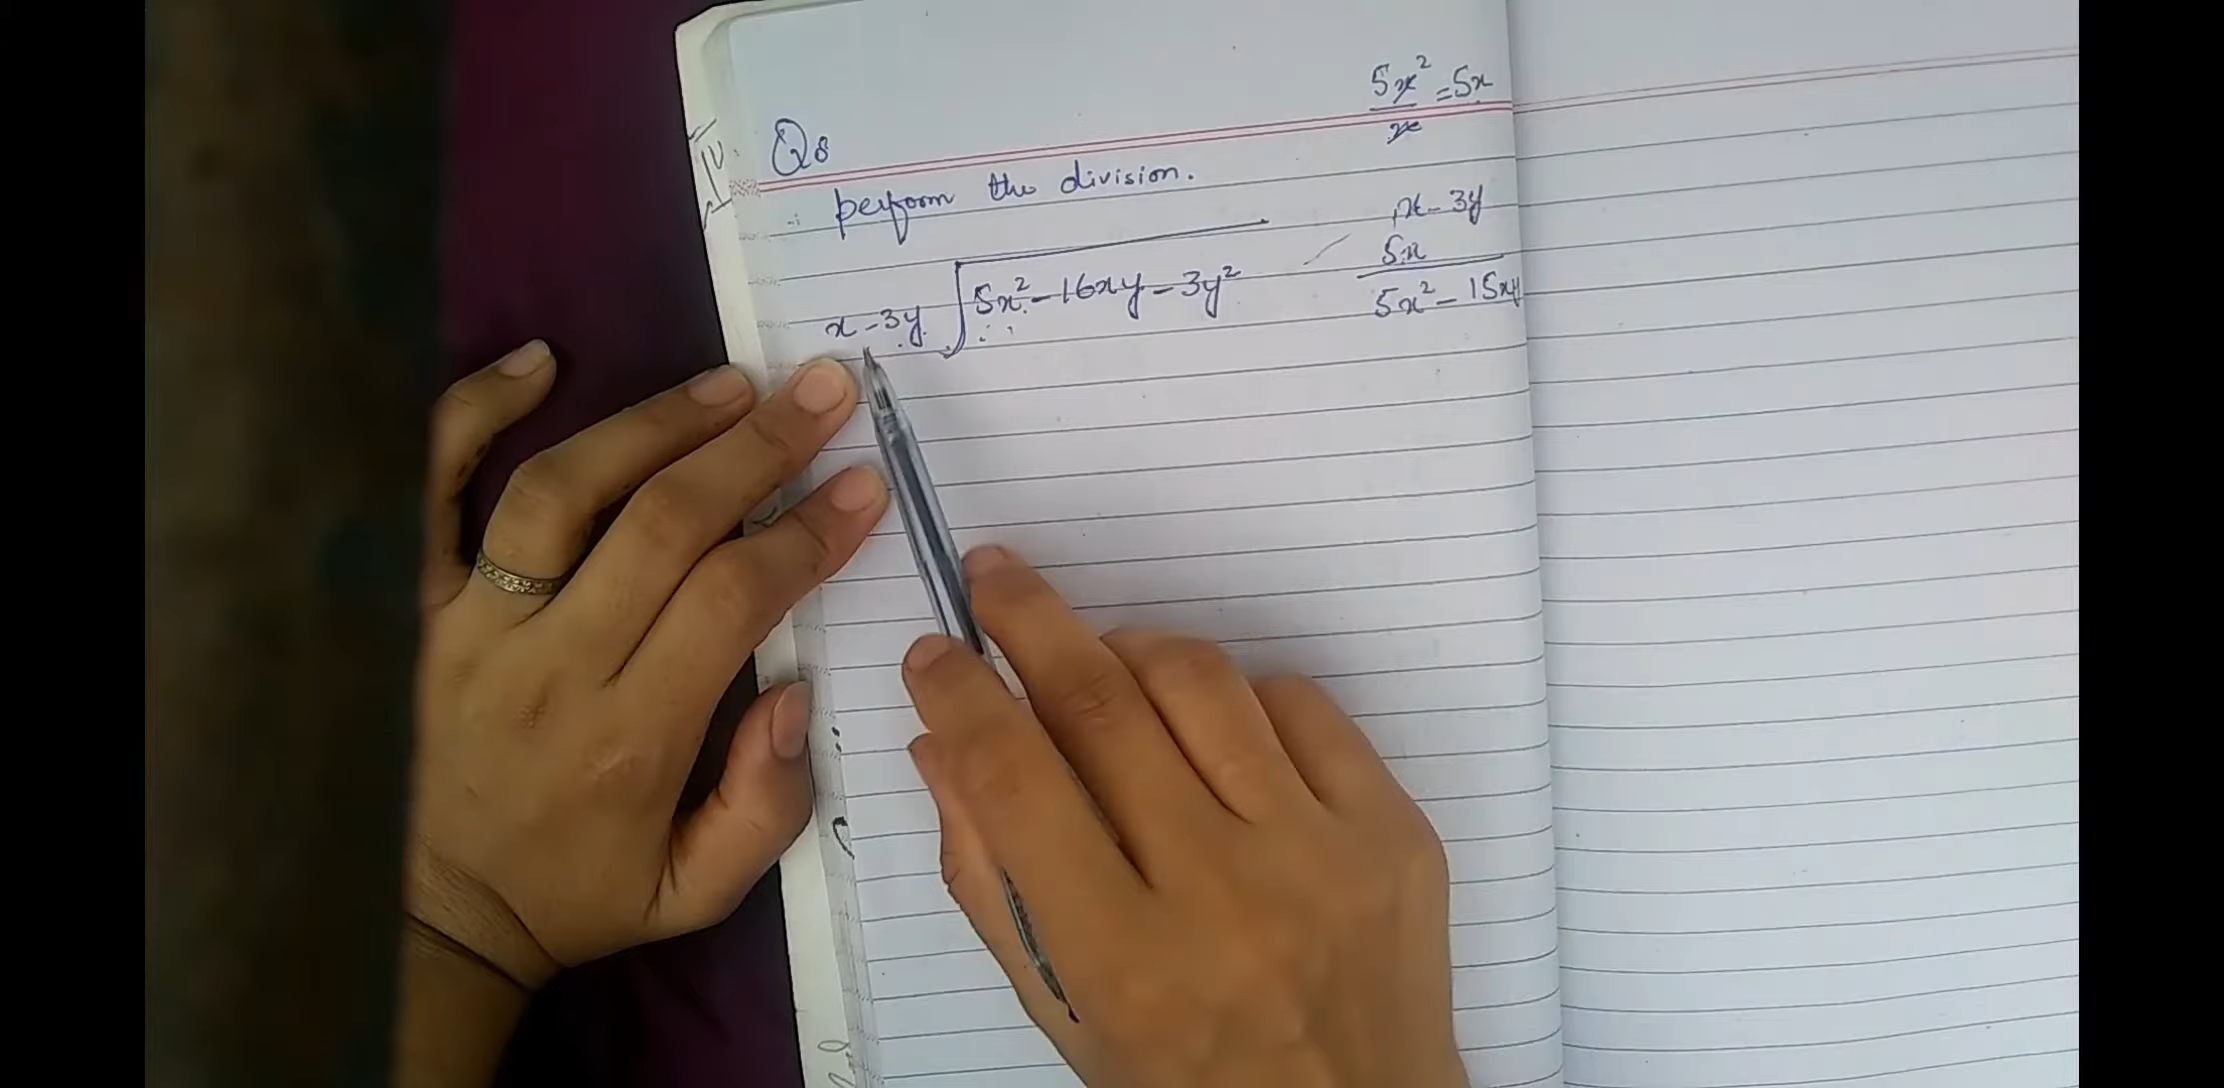 Q8
5x² = 5x
x
perform the division.
x - 3y
5x
5x² - 15xy
x - 3y 5x² - 16xy - 3y²